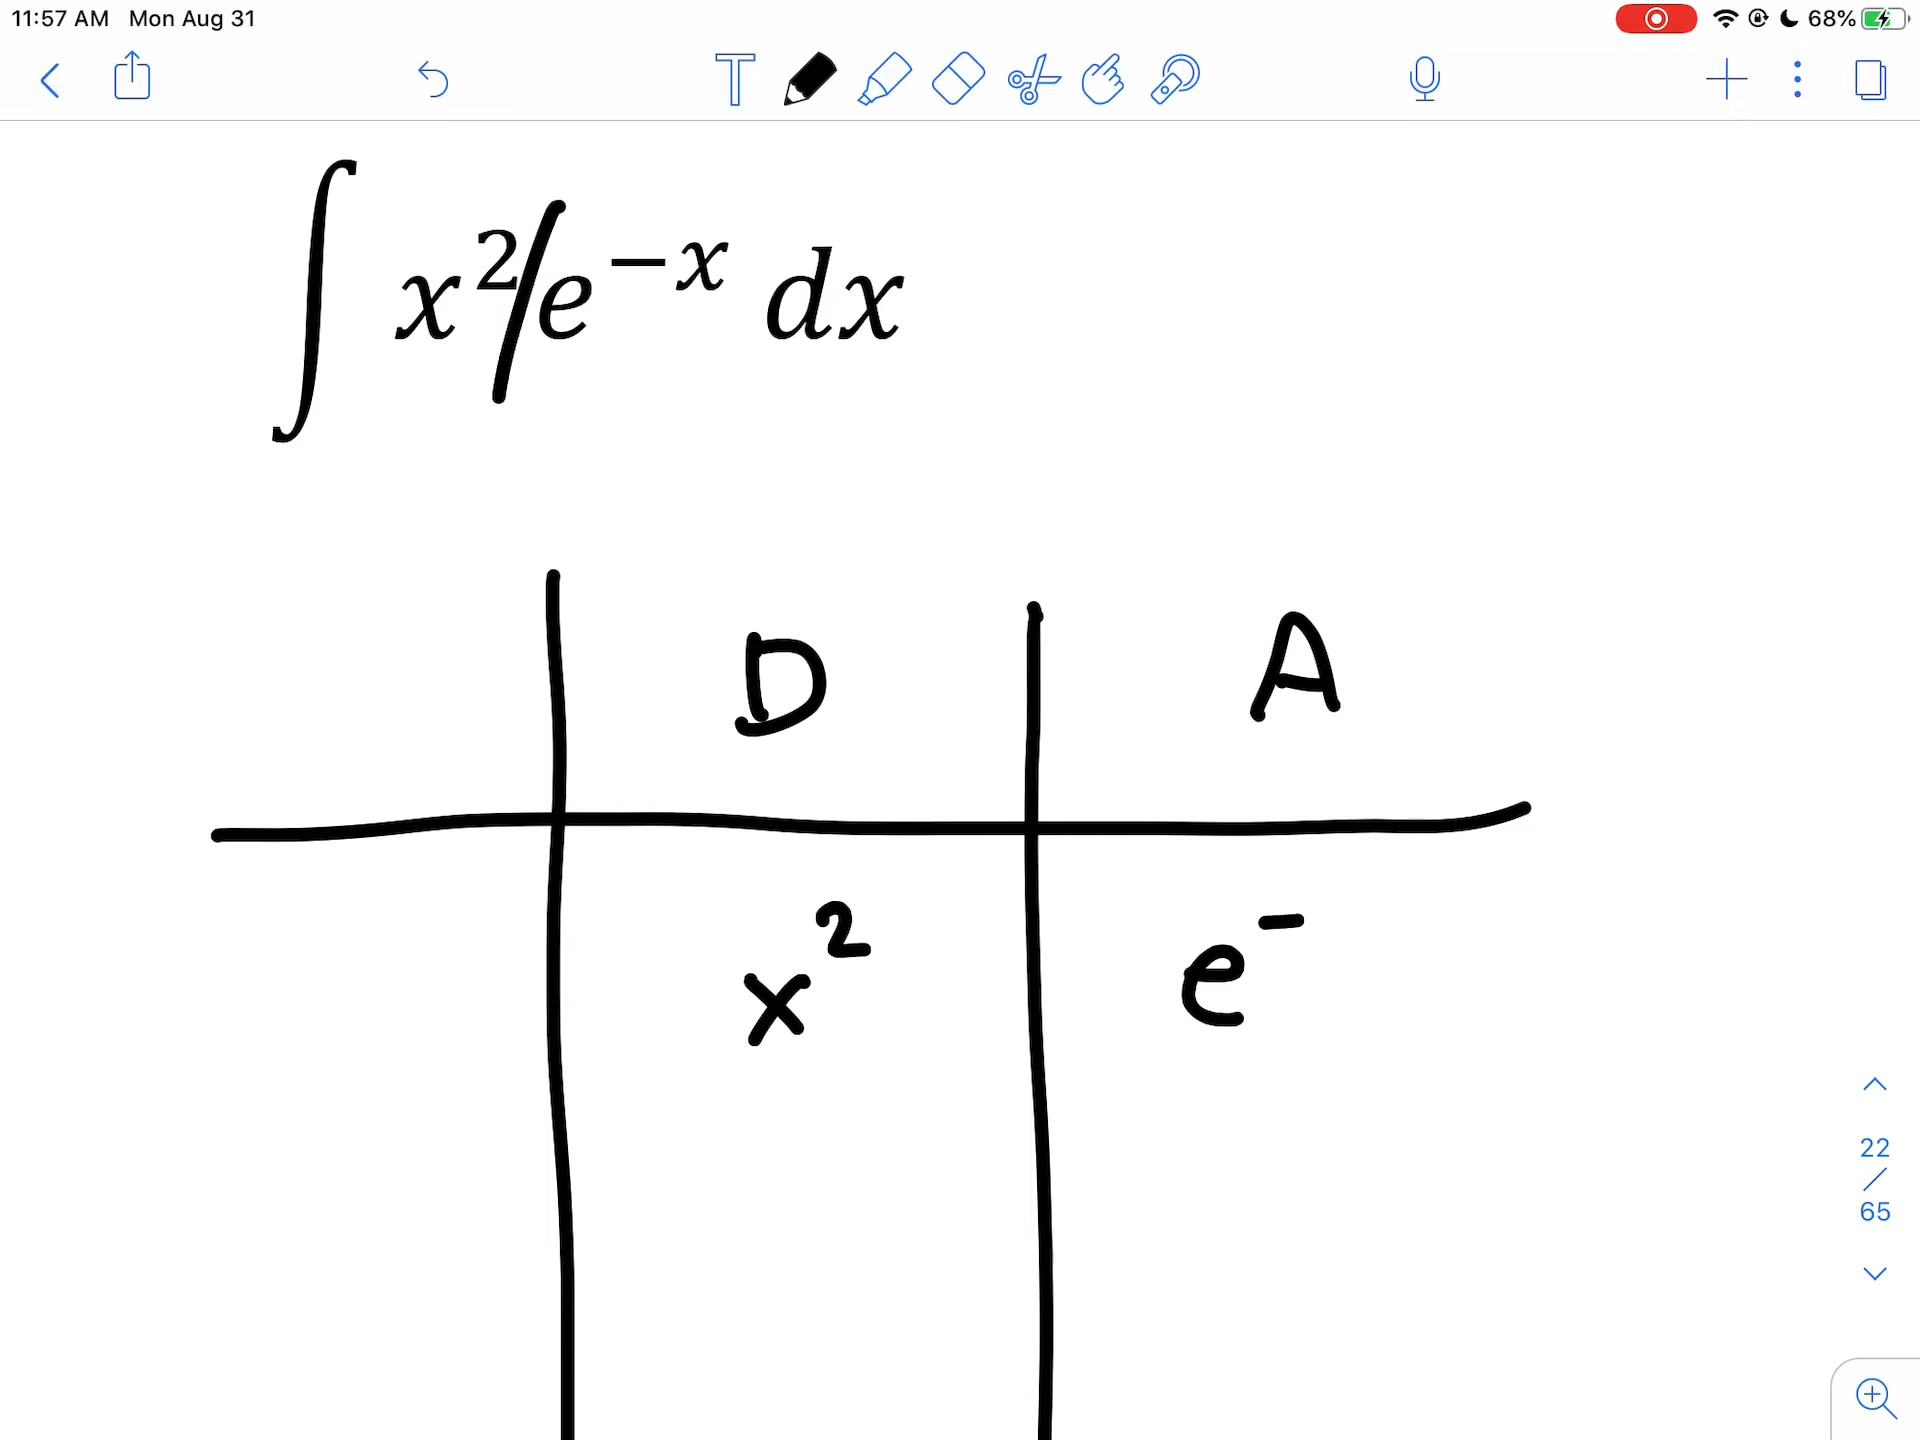 11:57 AM Mon Aug 31 68%
T
∫ x²/e⁻ˣ dx
D A
x² e⁻
22
/
65